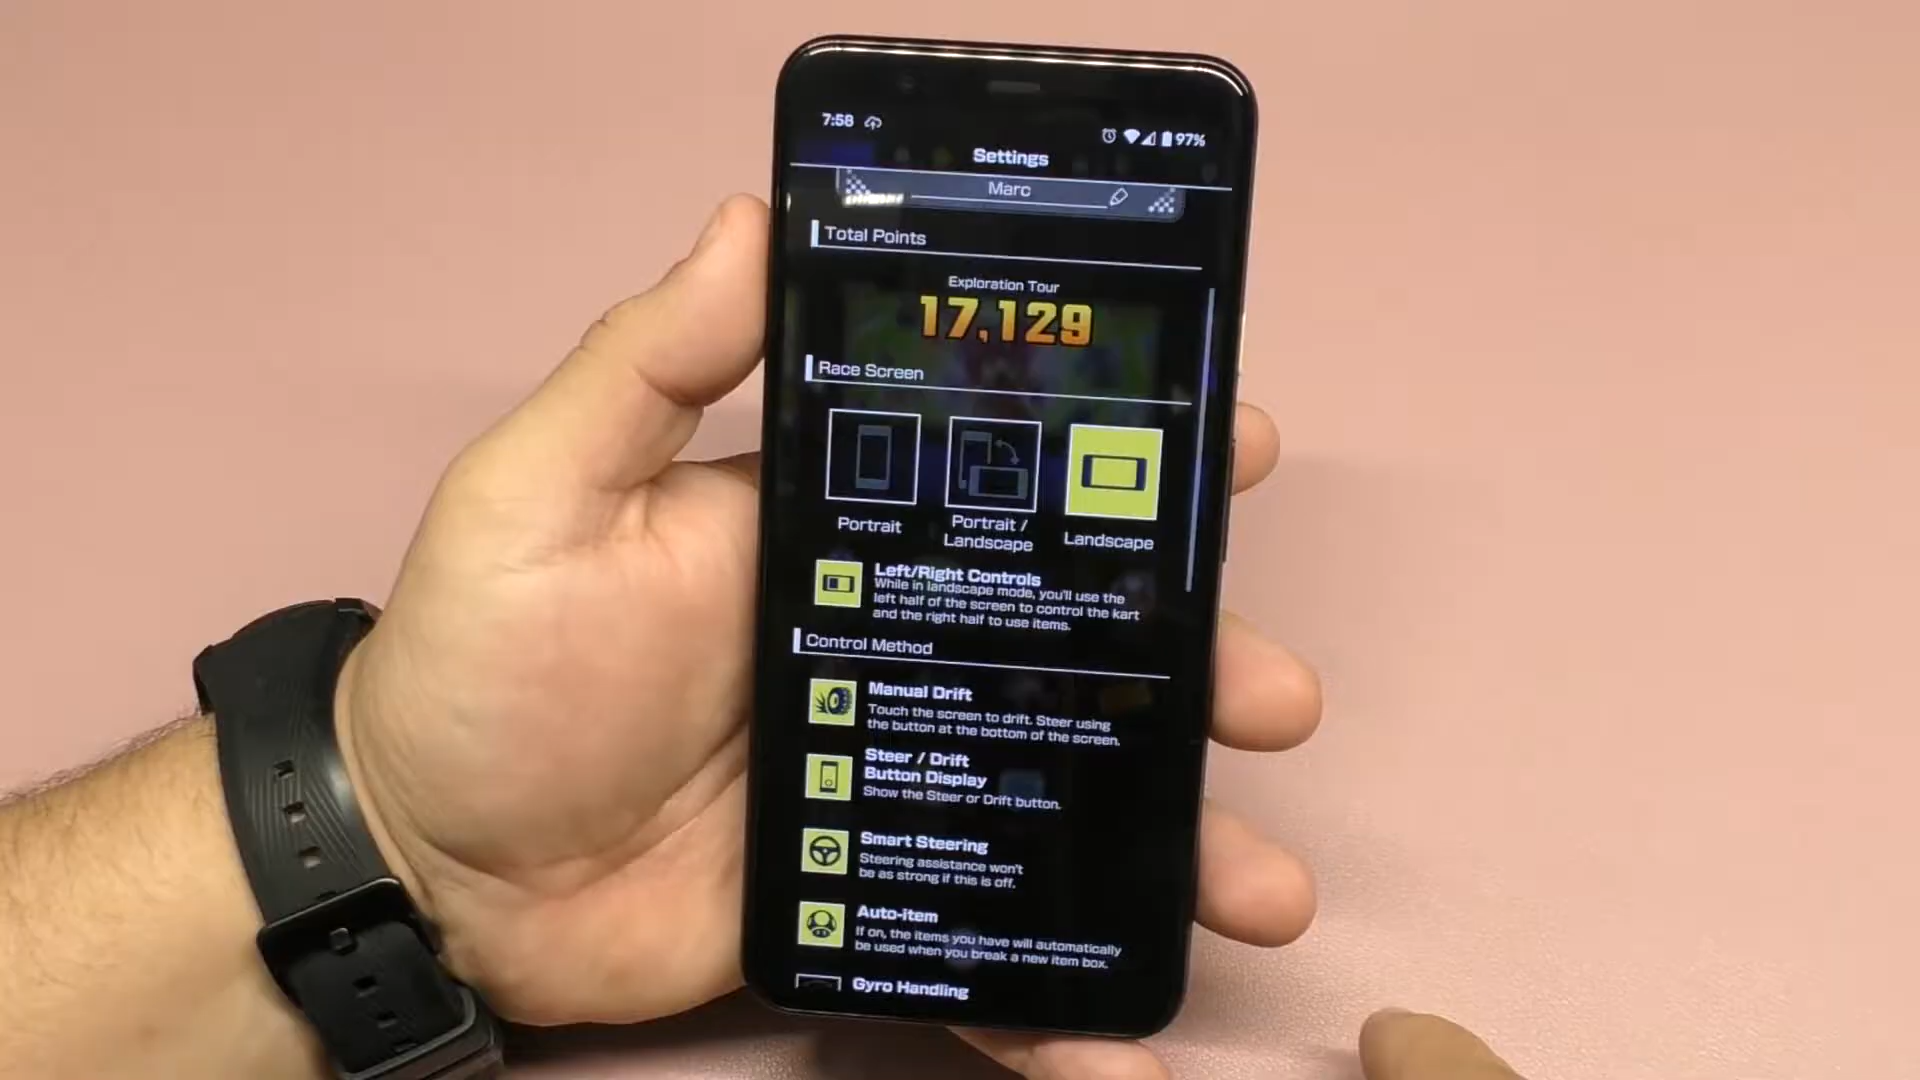 7:58
97%
Settings
Marc
Total Points
Exploration Tour
17,129
Race Screen
Portrait
Portrait /
Landscape
Landscape
Left/Right Controls
While in landscape mode, you'll use the
left half of the screen to control the kart
and the right half to use items.
Control Method
Manual Drift
Touch the screen to drift. Steer using
the button at the bottom of the screen.
Steer / Drift
Button Display
Show the Steer or Drift button.
Smart Steering
Steering assistance won't
be as strong if this is off.
Auto-item
If on, the items you have will automatically
be used when you break a new item box.
Gyro Handling